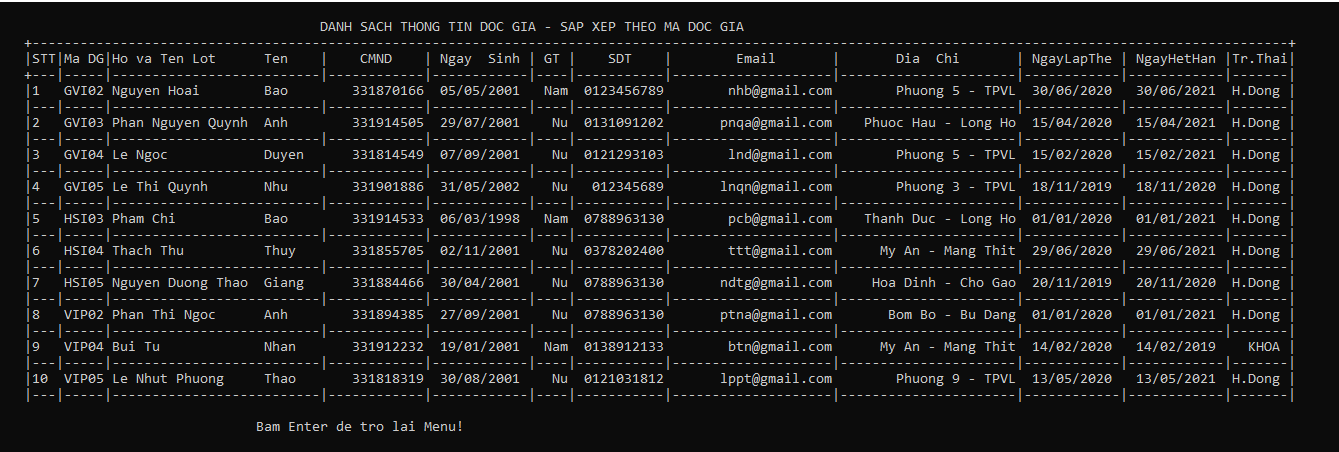 DANH SACH THONG TIN DOC GIA - SAP XEP THEO MA DOC GIA
|STT|Ma DG|Ho va Ten Lot Ten | CMND | Ngay Sinh | GT | SDT | Email | Dia Chi | NgayLapThe | NgayHetHan |Tr.Thai|
|1 GVI02 Nguyen Hoai Bao 331870166 05/05/2001 Nam 0123456789 nhb@gmail.com Phuong 5 - TPVL 30/06/2020 30/06/2021 H.Dong |
|2 GVI03 Phan Nguyen Quynh Anh 331914505 29/07/2001 Nu 0131091202 pnqa@gmail.com Phuoc Hau - Long Ho 15/04/2020 15/04/2021 H.Dong |
|3 GVI04 Le Ngoc Duyen 331814549 07/09/2001 Nu 0121293103 lnd@gmail.com Phuong 5 - TPVL 15/02/2020 15/02/2021 H.Dong |
|4 GVI05 Le Thi Quynh Nhu 331901886 31/05/2002 Nu 012345689 lnqn@gmail.com Phuong 3 - TPVL 18/11/2019 18/11/2020 H.Dong |
|5 HSI03 Pham Chi Bao 331914533 06/03/1998 Nam 0788963130 pcb@gmail.com Thanh Duc - Long Ho 01/01/2020 01/01/2021 H.Dong |
|6 HSI04 Thach Thu Thuy 331855705 02/11/2001 Nu 0378202400 ttt@gmail.com My An - Mang Thit 29/06/2020 29/06/2021 H.Dong |
|7 HSI05 Nguyen Duong Thao Giang 331884466 30/04/2001 Nu 0788963130 ndtg@gmail.com Hoa Dinh - Cho Gao 20/11/2019 20/11/2020 H.Dong |
|8 VIP02 Phan Thi Ngoc Anh 331894385 27/09/2001 Nu 0788963130 ptna@gmail.com Bom Bo - Bu Dang 01/01/2020 01/01/2021 H.Dong |
|9 VIP04 Bui Tu Nhan 331912232 19/01/2001 Nam 0138912133 btn@gmail.com My An - Mang Thit 14/02/2020 14/02/2019 KHOA |
|10 VIP05 Le Nhut Phuong Thao 331818319 30/08/2001 Nu 0121031812 lppt@gmail.com Phuong 9 - TPVL 13/05/2020 13/05/2021 H.Dong |
Bam Enter de tro lai Menu!